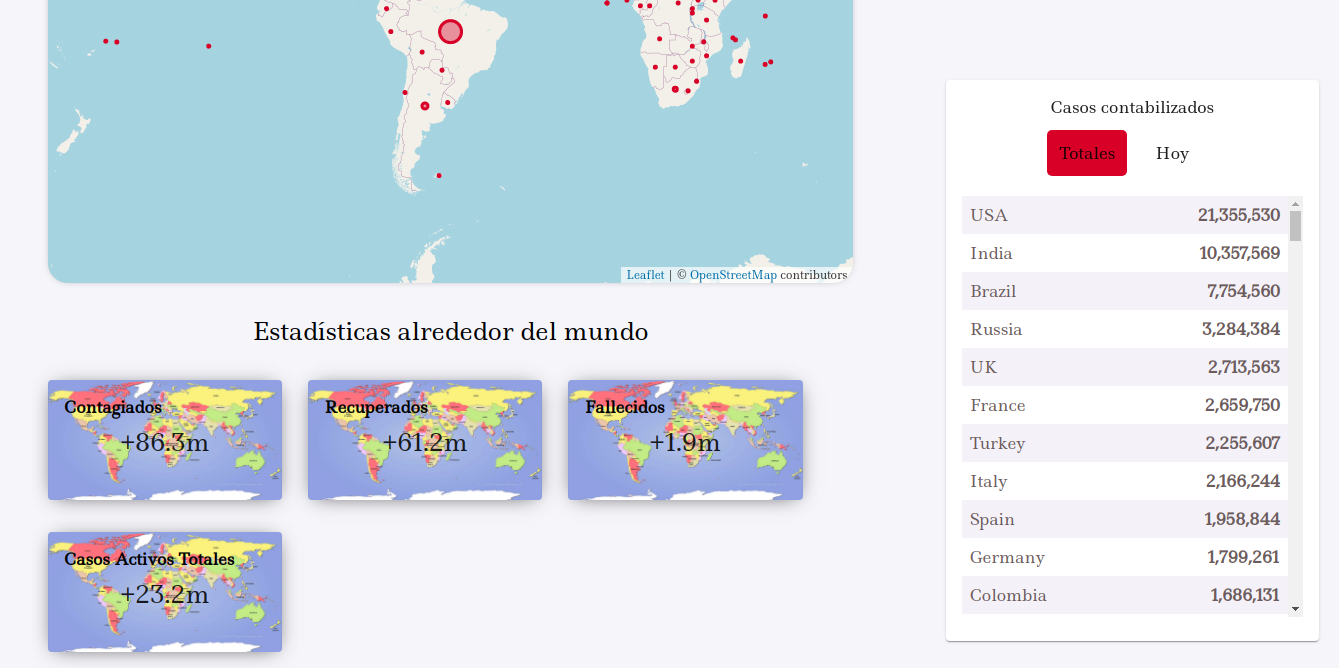 Leaflet | © OpenStreetMap contributors
Estadísticas alrededor del mundo
Contagiados
+86.3m
Recuperados
+61.2m
Fallecidos
+1.9m
Casos Activos Totales
+23.2m
Casos contabilizados
Totales Hoy
USA 21,355,530
India 10,357,569
Brazil 7,754,560
Russia 3,284,384
UK 2,713,563
France 2,659,750
Turkey 2,255,607
Italy 2,166,244
Spain 1,958,844
Germany 1,799,261
Colombia 1,686,131